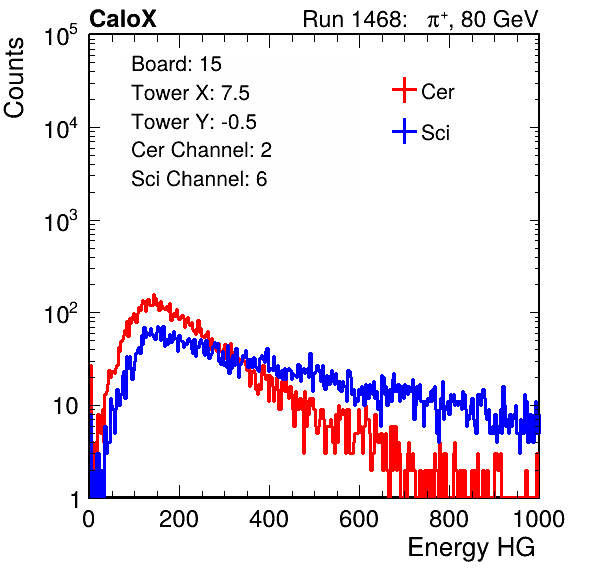 CaloX Run 1468: π⁺, 80 GeV
Board: 15
Tower X: 7.5
Tower Y: -0.5
Cer Channel: 2
Sci Channel: 6
Cer
Sci
Counts
10⁵
10⁴
10³
10²
10
1
0 200 400 600 800 1000
Energy HG